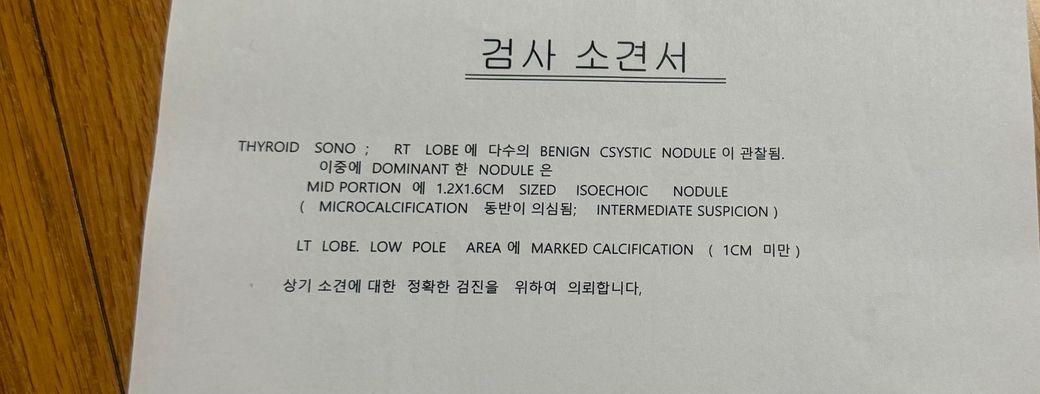 검사 소견서
THYROID SONO ; RT LOBE 에 다수의 BENIGN CSYSTIC NODULE 이 관찰됨.
이중에 DOMINANT 한 NODULE 은
MID PORTION 에 1.2X1.6CM SIZED ISOECHOIC NODULE
( MICROCALCIFICATION 동반이 의심됨; INTERMEDIATE SUSPICION )
LT LOBE. LOW POLE AREA 에 MARKED CALCIFICATION ( 1CM 미만 )
상기 소견에 대한 정확한 검진을 위하여 의뢰합니다,